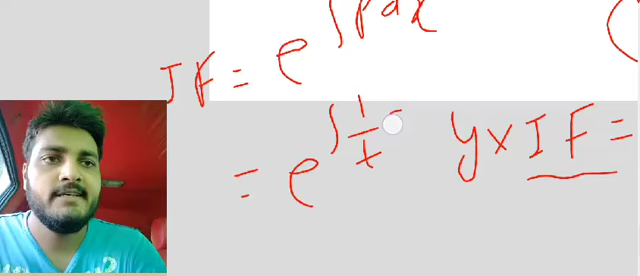 IF = e^∫Pdx
= e^∫1/t y × IF =